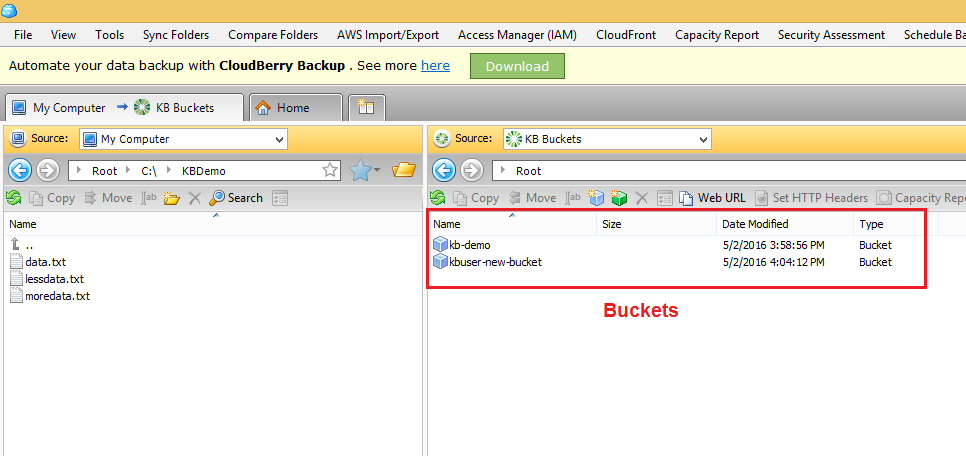 File View Tools Sync Folders Compare Folders AWS Import/Export Access Manager (IAM) CloudFront Capacity Report Security Assessment Schedule Ba
Automate your data backup with CloudBerry Backup . See more here Download
My Computer KB Buckets Home
Source: My Computer
Root C:\ KBDemo
Copy Move ab Search
Name
..
data.txt
lessdata.txt
moredata.txt
Source: KB Buckets
Root
Copy Move ab Web URL Set HTTP Headers Capacity Repo
Name Size Date Modified Type
kb-demo 5/2/2016 3:58:56 PM Bucket
kbuser-new-bucket 5/2/2016 4:04:12 PM Bucket
Buckets